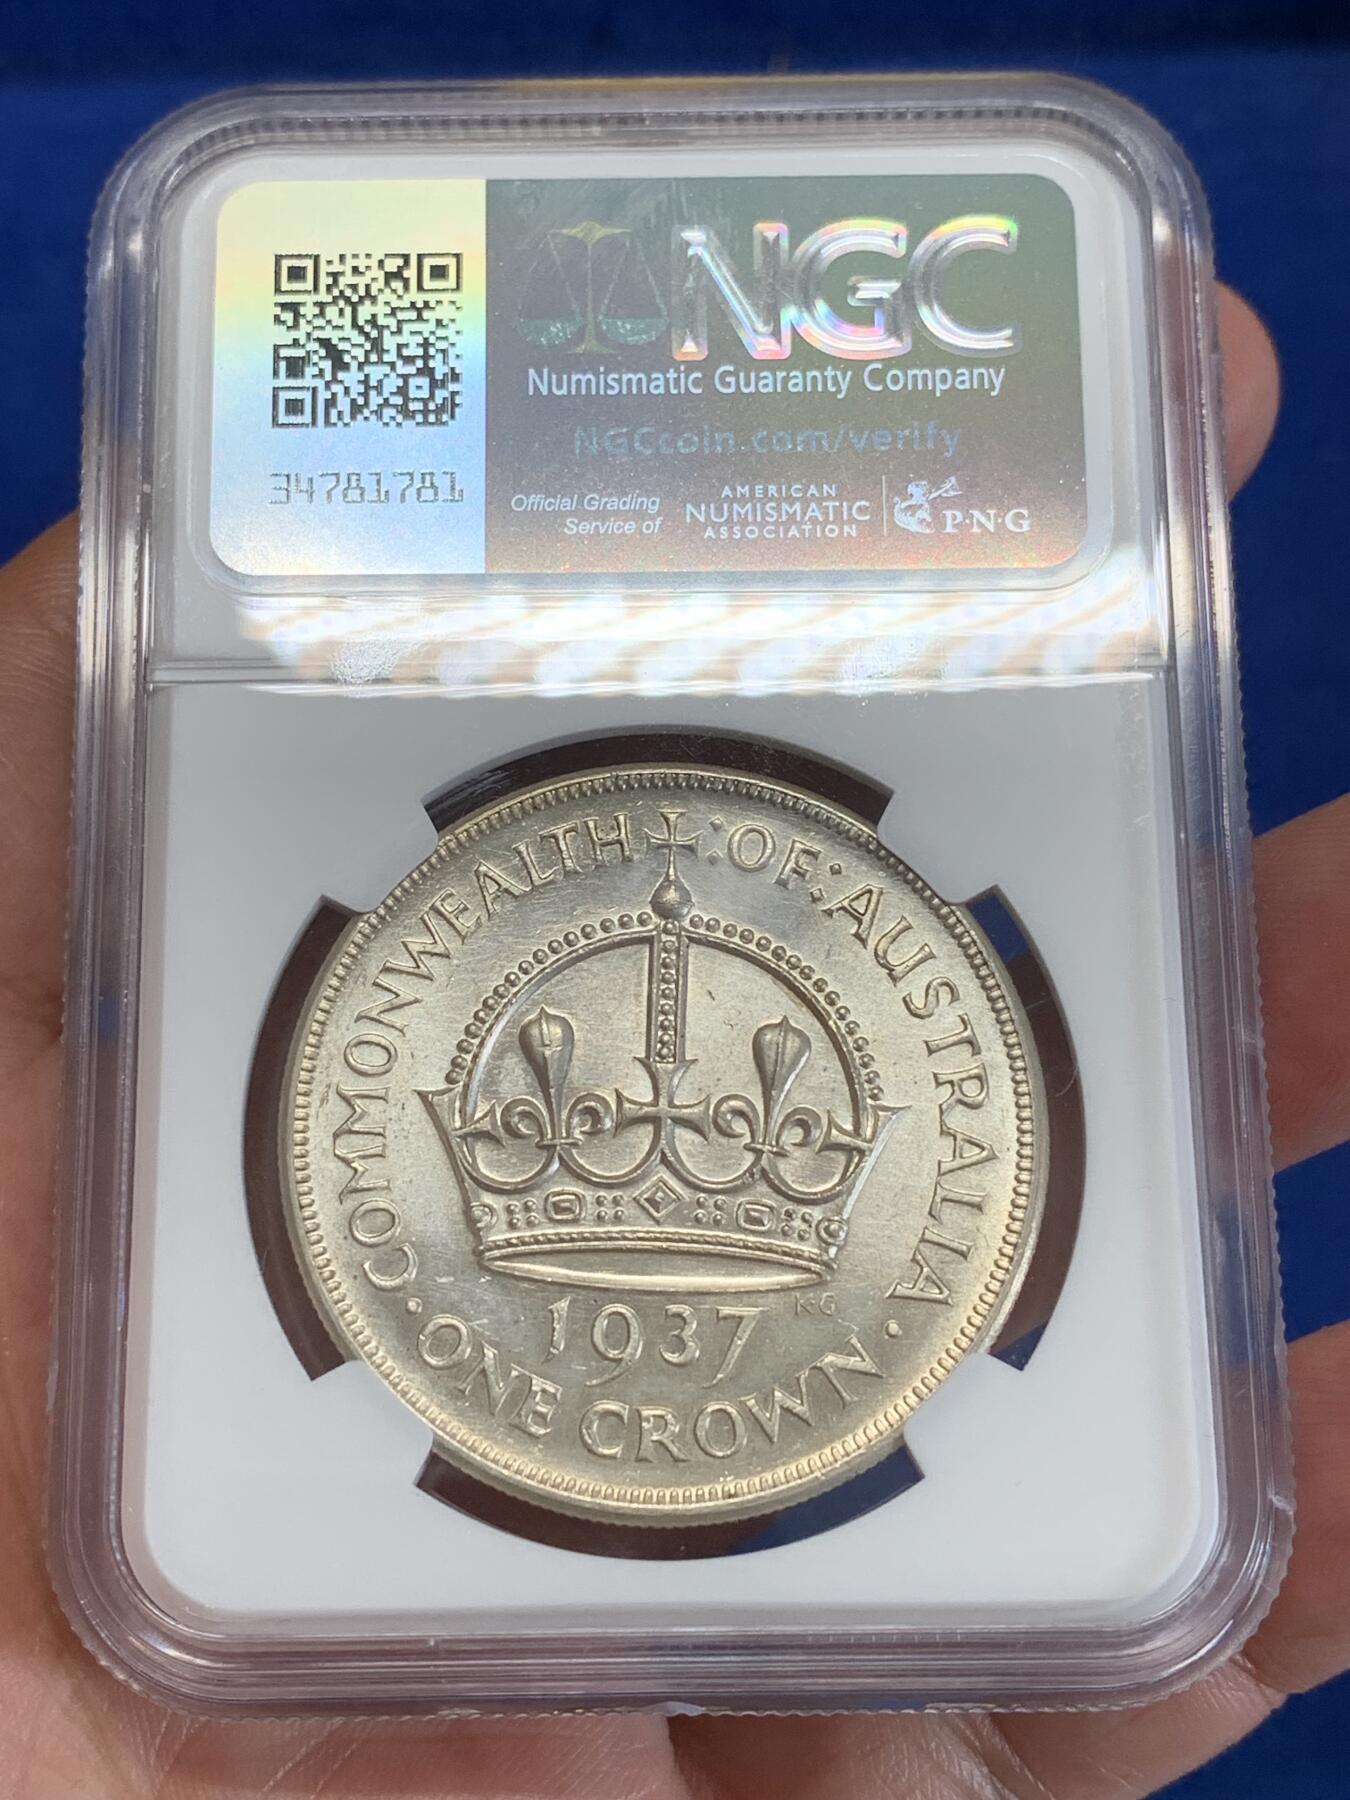 NGC
Numismatic Guaranty Company
NGCcoin.com/verify
34781781
Official Grading
Service of
AMERICAN
NUMISMATIC
ASSOCIATION
P·N·G
COMMONWEALTH : OF : AUSTRALIA
1937 KG
· ONE CROWN ·